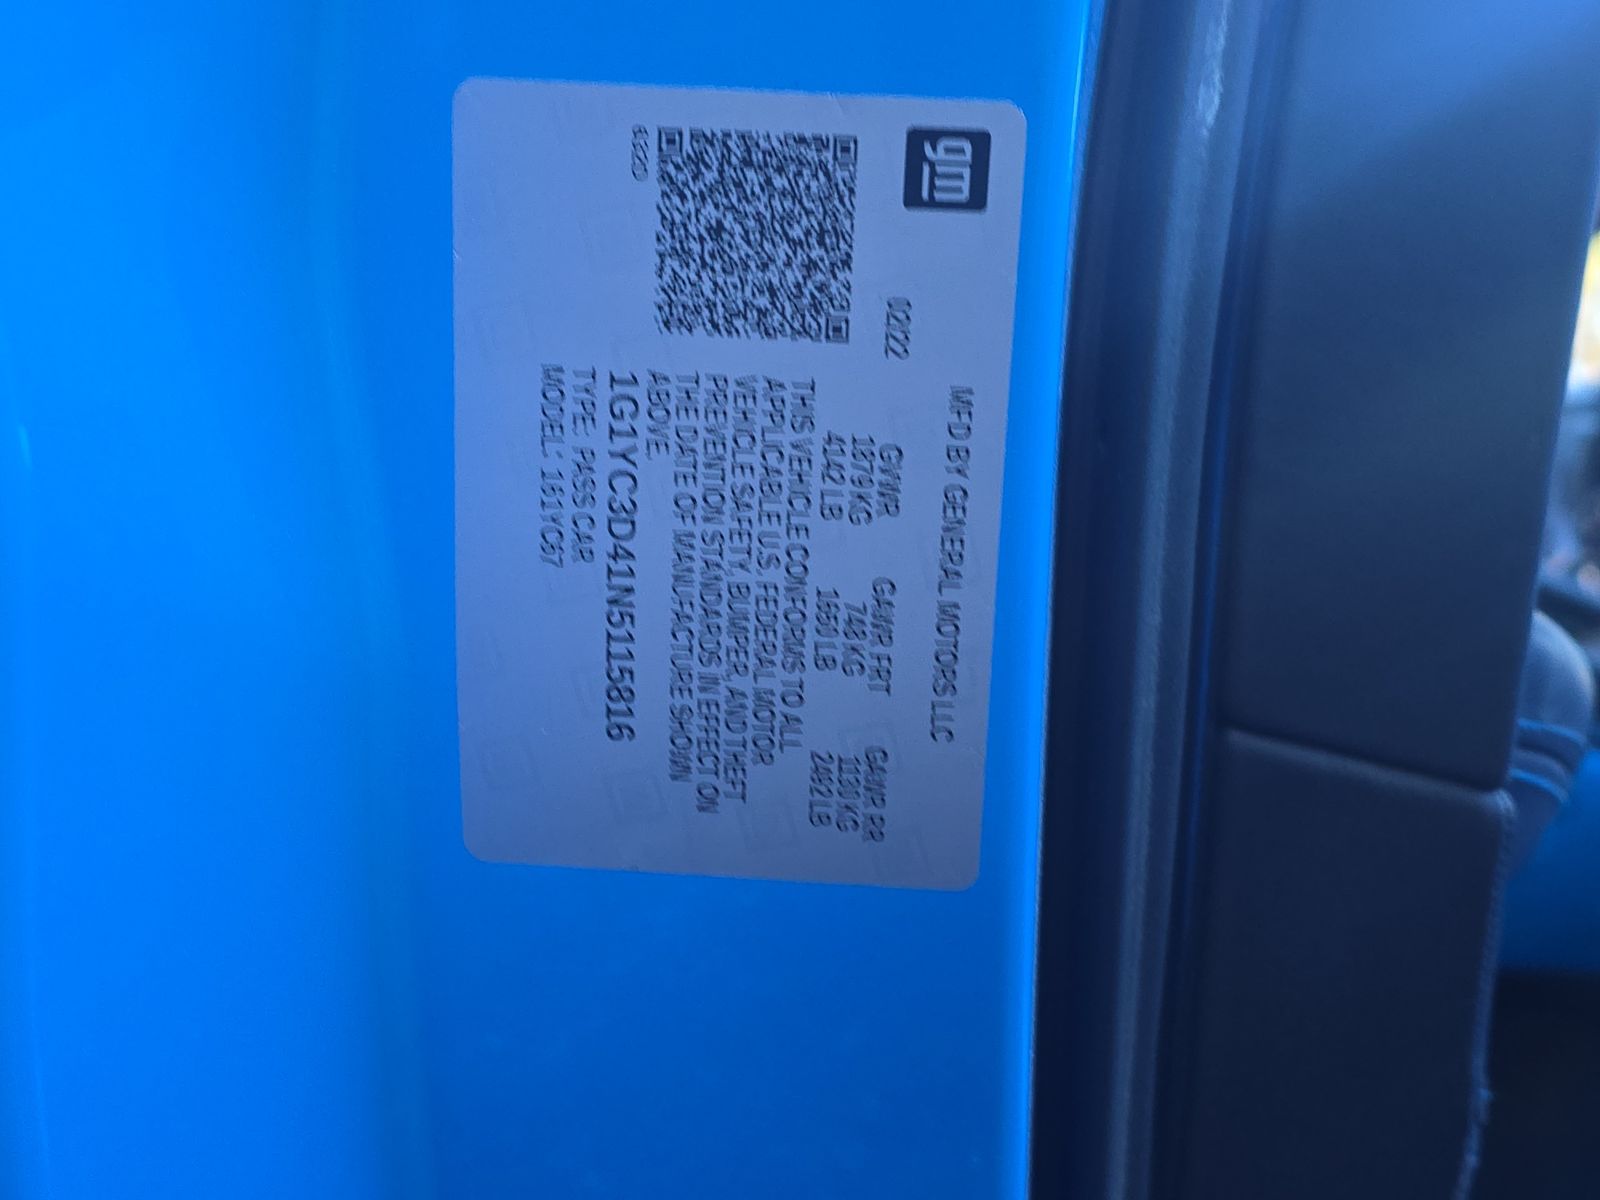 gm
MFD BY GENERAL MOTORS LLC
02/22
GVWR GAWR FRT GAWR RR
1879 KG 748 KG 1130 KG
4142 LB 1650 LB 2492 LB
THIS VEHICLE CONFORMS TO ALL
APPLICABLE U.S. FEDERAL MOTOR
VEHICLE SAFETY, BUMPER, AND THEFT
PREVENTION STANDARDS IN EFFECT ON
THE DATE OF MANUFACTURE SHOWN
ABOVE.
1G1YC3D41N5115816
TYPE: PASS CAR
MODEL: